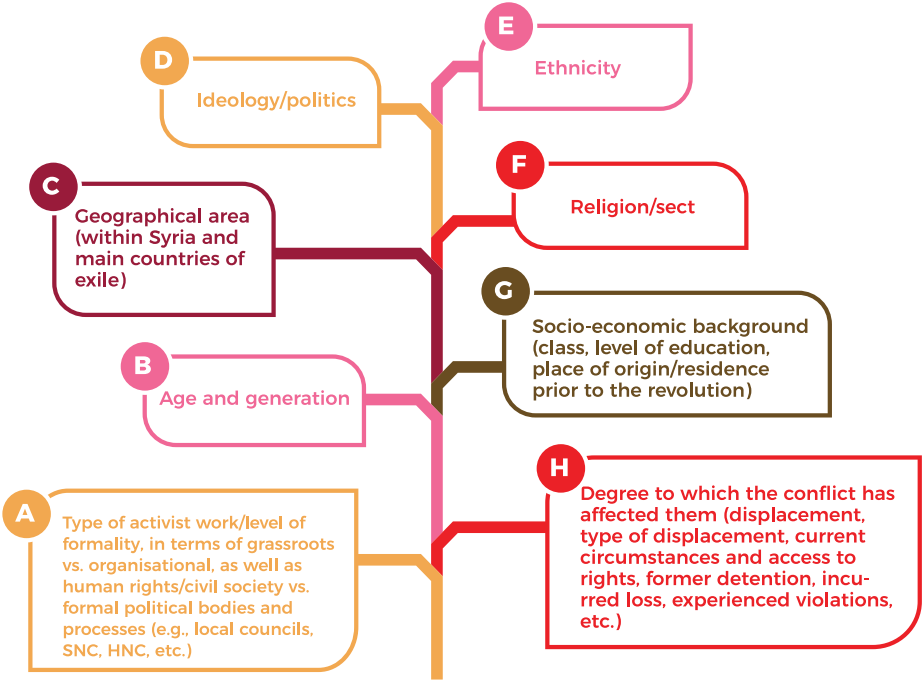 A
Type of activist work/level of
formality, in terms of grassroots
vs. organisational, as well as
human rights/civil society vs.
formal political bodies and
processes (e.g., local councils,
SNC, HNC, etc.)
B
Age and generation
C
Geographical area
(within Syria and
main countries of
exile)
D
Ideology/politics
E
Ethnicity
F
Religion/sect
G
Socio-economic background
(class, level of education,
place of origin/residence
prior to the revolution)
H
Degree to which the conflict has
affected them (displacement,
type of displacement, current
circumstances and access to
rights, former detention, incu-
rred loss, experienced violations,
etc.)